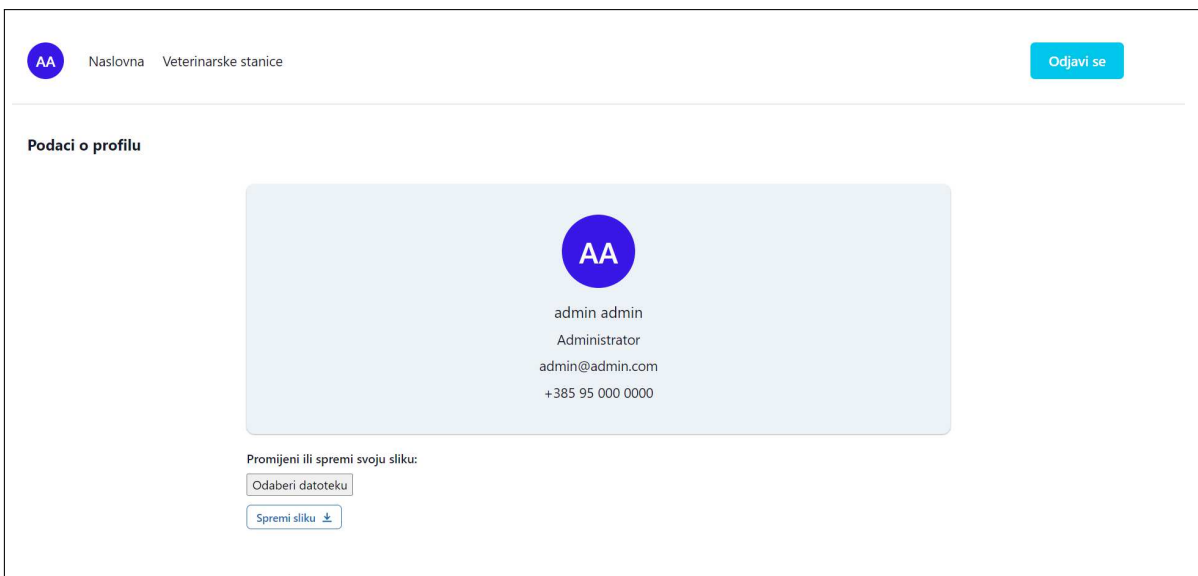 AA Naslovna Veterinarske stanice Odjavi se
Podaci o profilu
AA
admin admin
Administrator
admin@admin.com
+385 95 000 0000
Promijeni ili spremi svoju sliku:
Odaberi datoteku
Spremi sliku